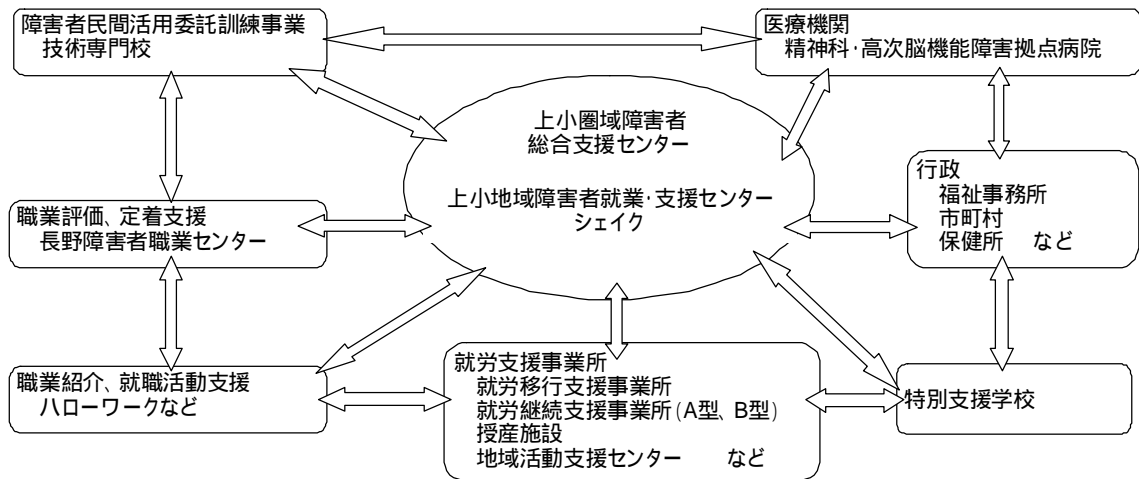 障害者民間活用委託訓練事業
技術専門校
医療機関
精神科・高次脳機能障害拠点病院
上小圏域障害者
総合支援センター
上小地域障害者就業・支援センター
シェイク
行政
福祉事務所
市町村
保健所 など
職業評価、定着支援
長野障害者職業センター
職業紹介、就職活動支援
ハローワークなど
就労支援事業所
就労移行支援事業所
就労継続支援事業所(A型、B型)
授産施設
地域活動支援センター など
特別支援学校